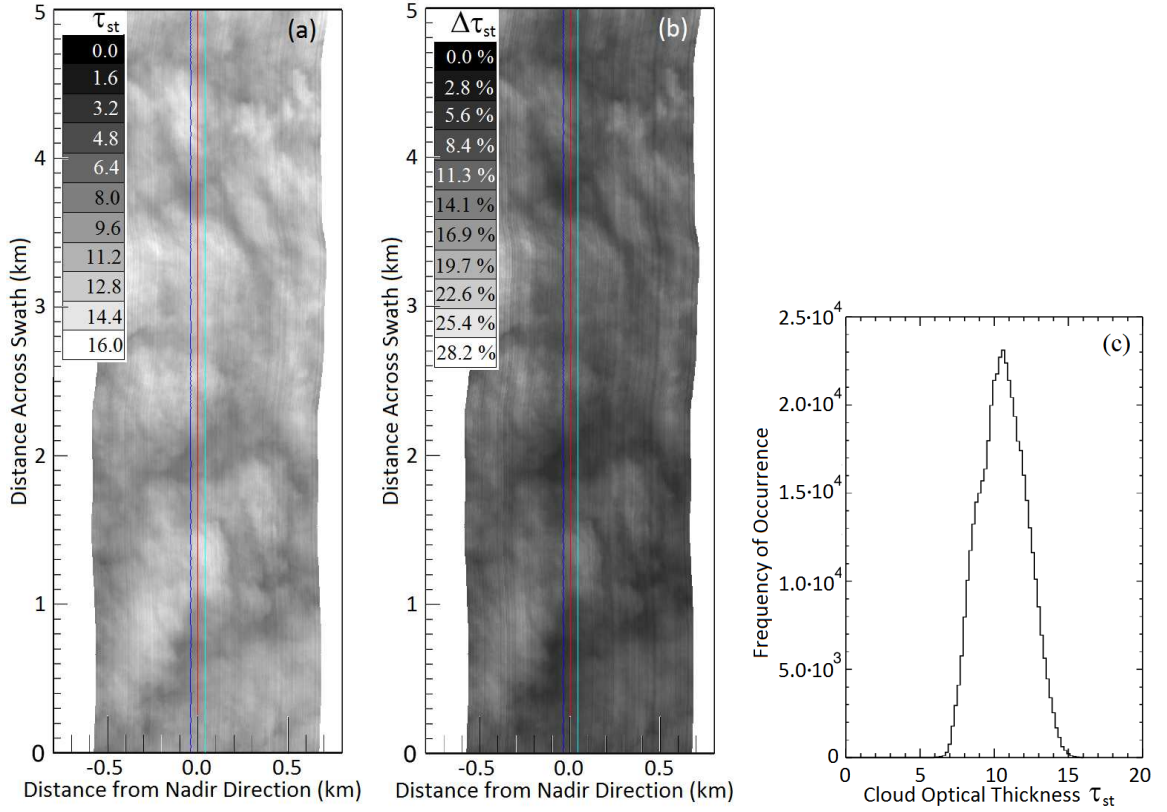 (a)
τst
0.0
1.6
3.2
4.8
6.4
8.0
9.6
11.2
12.8
14.4
16.0
5
4
3
2
1
0
Distance Across Swath (km)
-0.5 0.0 0.5
Distance from Nadir Direction (km)
(b)
Δτst
0.0 %
2.8 %
5.6 %
8.4 %
11.3 %
14.1 %
16.9 %
19.7 %
22.6 %
25.4 %
28.2 %
5
4
3
2
1
0
Distance Across Swath (km)
-0.5 0.0 0.5
Distance from Nadir Direction (km)
(c)
2.5·10⁴
2.0·10⁴
1.5·10⁴
1.0·10⁴
5.0·10³
0
Frequency of Occurrence
0 5 10 15 20
Cloud Optical Thickness τst